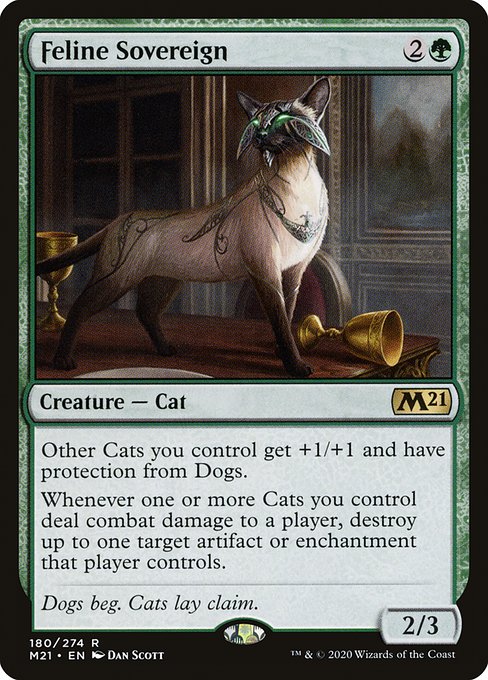 Feline Sovereign 2
Creature — Cat M21
Other Cats you control get +1/+1 and have
protection from Dogs.
Whenever one or more Cats you control
deal combat damage to a player, destroy
up to one target artifact or enchantment
that player controls.
Dogs beg. Cats lay claim.
2/3
180/274 R
M21 • EN Dan Scott
™ & © 2020 Wizards of the Coast